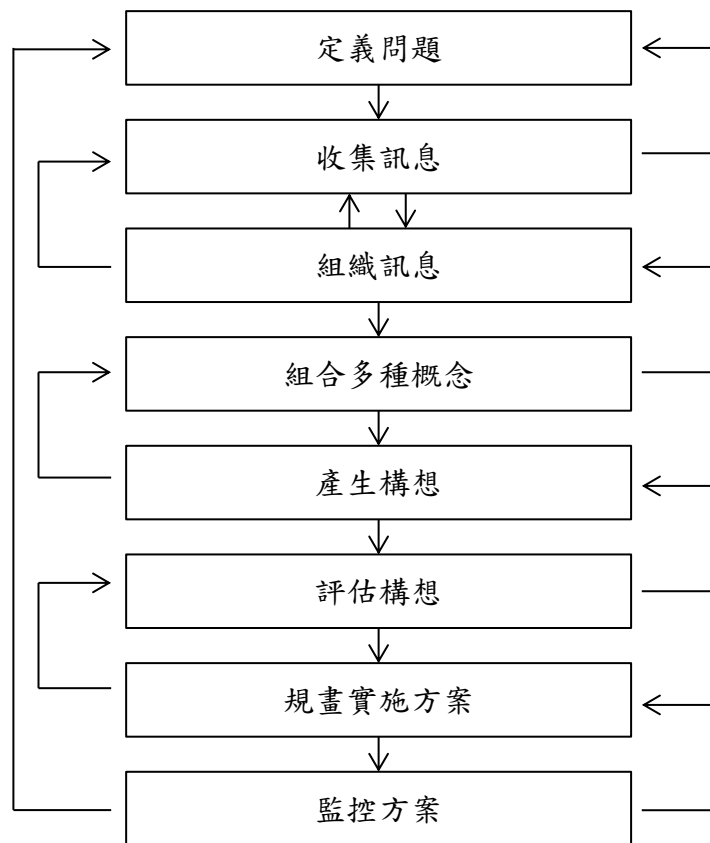 定義問題
收集訊息
組織訊息
組合多種概念
產生構想
評估構想
規畫實施方案
監控方案